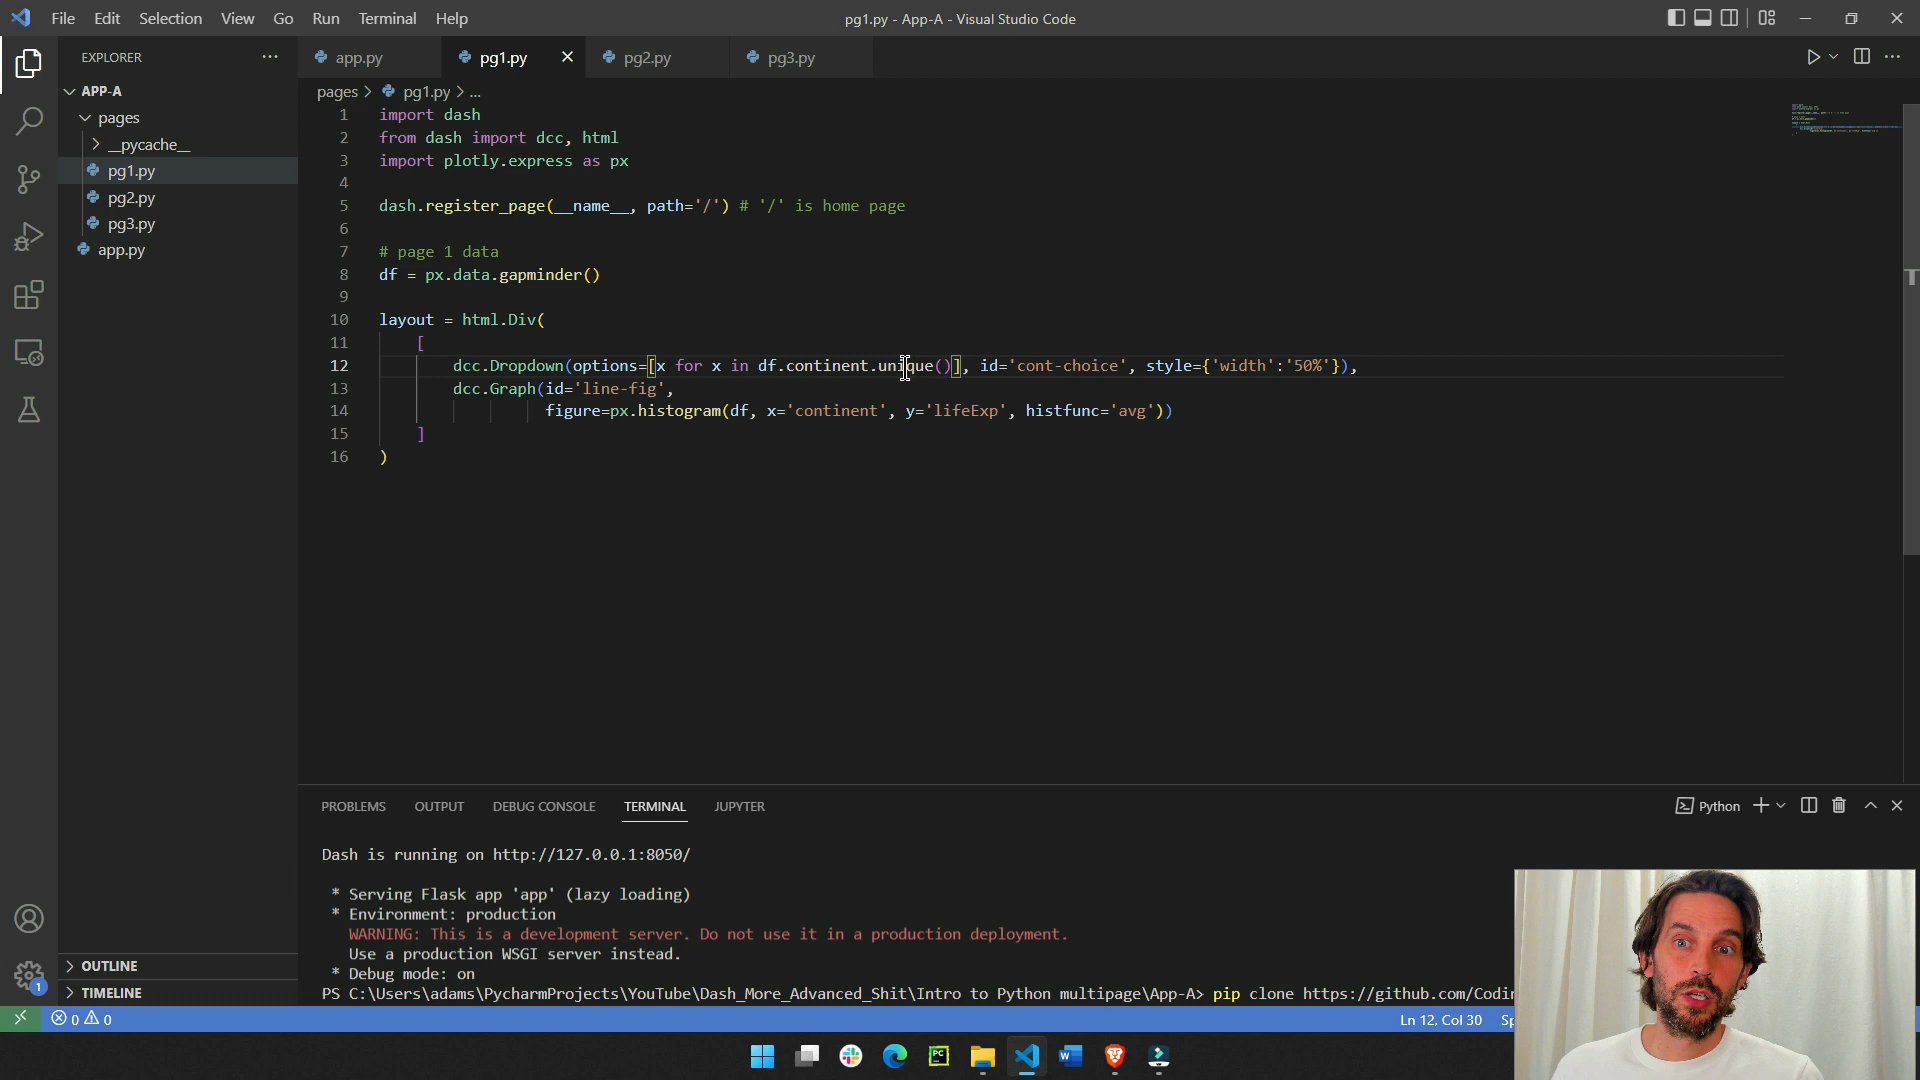 File Edit Selection View Go Run Terminal Help
pg1.py - App-A - Visual Studio Code
EXPLORER
app.py
pg1.py
pg2.py
pg3.py
APP-A
pages
__pycache__
pg1.py
pg2.py
pg3.py
app.py
pages > pg1.py > ...
1 import dash
2 from dash import dcc, html
3 import plotly.express as px
4
5 dash.register_page(__name__, path='/') # '/' is home page
6
7 # page 1 data
8 df = px.data.gapminder()
9
10 layout = html.Div(
11 [
12 dcc.Dropdown(options=[x for x in df.continent.unique()], id='cont-choice', style={'width':'50%'}),
13 dcc.Graph(id='line-fig',
14 figure=px.histogram(df, x='continent', y='lifeExp', histfunc='avg'))
15 ]
16 )
PROBLEMS OUTPUT DEBUG CONSOLE TERMINAL JUPYTER
Python
Dash is running on http://127.0.0.1:8050/
* Serving Flask app 'app' (lazy loading)
* Environment: production
WARNING: This is a development server. Do not use it in a production deployment.
Use a production WSGI server instead.
* Debug mode: on
PS C:\Users\adams\PycharmProjects\YouTube\Dash_More_Advanced_Shit\Intro to Python multipage\App-A> pip clone https://github.com/Codin
OUTLINE
TIMELINE
1
0 0
Ln 12, Col 30 Sp
PC
W